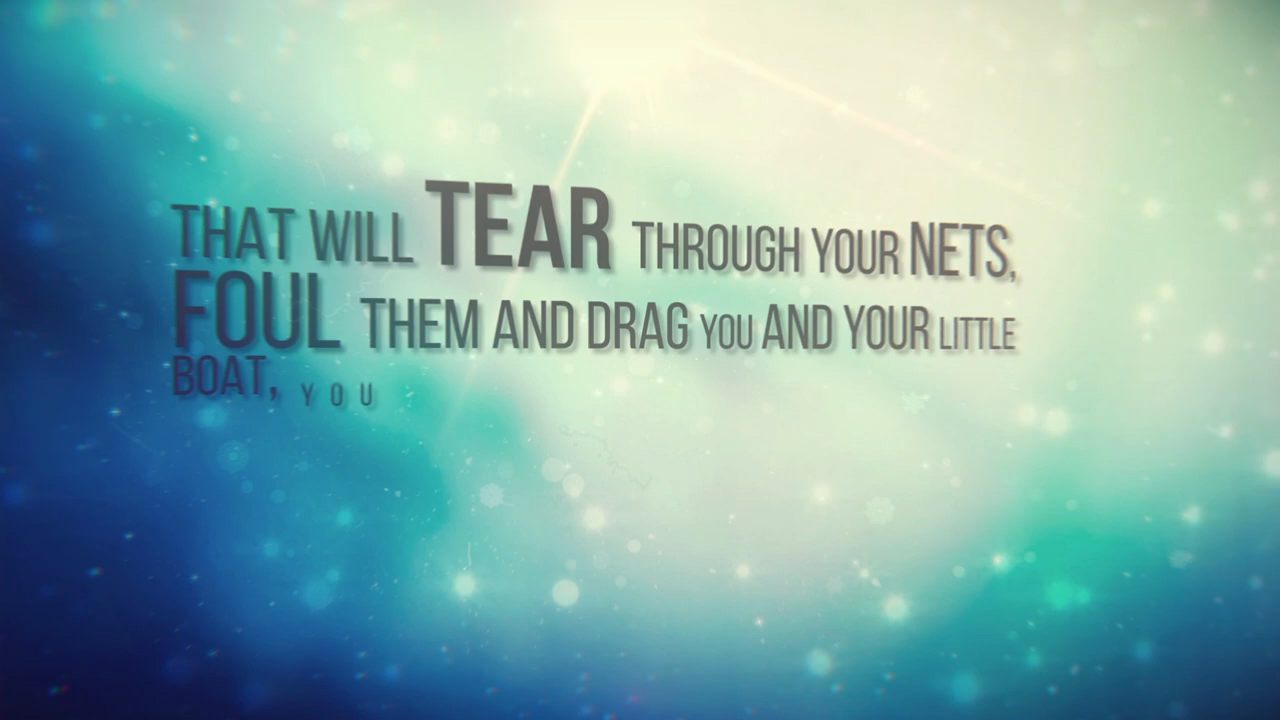 THAT WILL TEAR THROUGH YOUR NETS,
FOUL THEM AND DRAG YOU AND YOUR LITTLE
BOAT, YOU